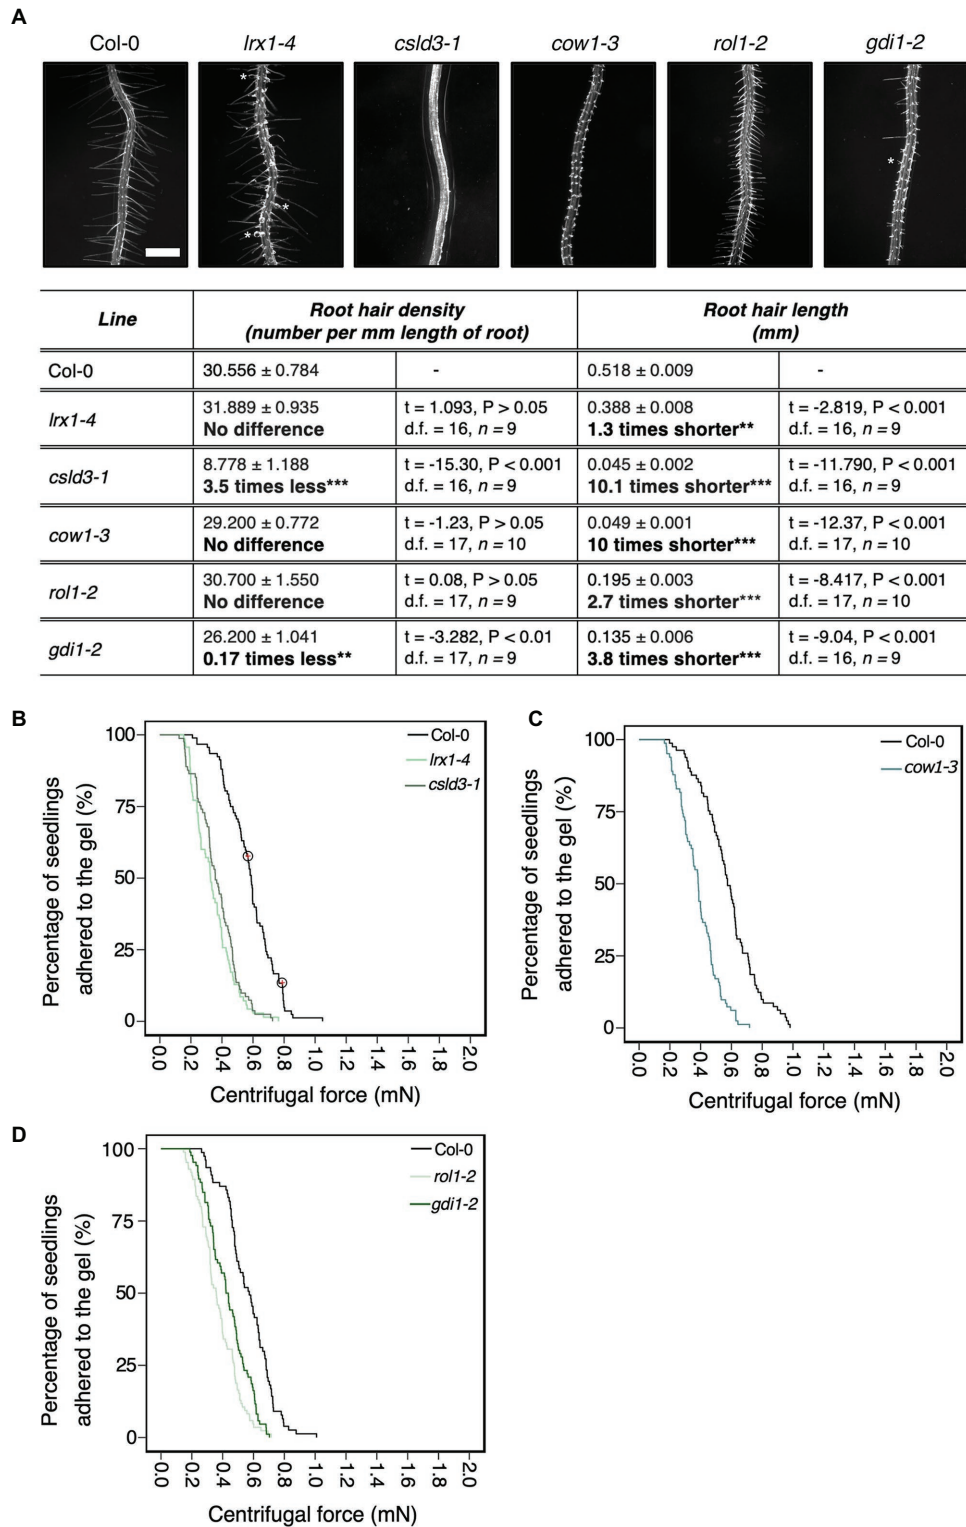 A
Col-0 lrx1-4 csld3-1 cow1-3 rol1-2 gdi1-2
* * * *
Line Root hair density (number per mm length of root) Root hair length (mm)
Col-0 30.556 ± 0.784 - 0.518 ± 0.009 -
lrx1-4 31.889 ± 0.935 t = 1.093, P > 0.05 0.388 ± 0.008 t = -2.819, P < 0.001
No difference d.f. = 16, n = 9 1.3 times shorter** d.f. = 16, n = 9
csld3-1 8.778 ± 1.188 t = -15.30, P < 0.001 0.045 ± 0.002 t = -11.790, P < 0.001
3.5 times less*** d.f. = 16, n = 9 10.1 times shorter*** d.f. = 16, n = 9
cow1-3 29.200 ± 0.772 t = -1.23, P > 0.05 0.049 ± 0.001 t = -12.37, P < 0.001
No difference d.f. = 17, n = 10 10 times shorter*** d.f. = 17, n = 10
rol1-2 30.700 ± 1.550 t = 0.08, P > 0.05 0.195 ± 0.003 t = -8.417, P < 0.001
No difference d.f. = 17, n = 9 2.7 times shorter*** d.f. = 17, n = 10
gdi1-2 26.200 ± 1.041 t = -3.282, P < 0.01 0.135 ± 0.006 t = -9.04, P < 0.001
0.17 times less** d.f. = 17, n = 9 3.8 times shorter*** d.f. = 16, n = 9
B
Percentage of seedlings
adhered to the gel (%)
100
75
50
25
0
Col-0
lrx1-4
csld3-1
0.0 0.2 0.4 0.6 0.8 1.0 1.2 1.4 1.6 1.8 2.0
Centrifugal force (mN)
C
Percentage of seedlings
adhered to the gel (%)
100
75
50
25
0
Col-0
cow1-3
0.0 0.2 0.4 0.6 0.8 1.0 1.2 1.4 1.6 1.8 2.0
Centrifugal force (mN)
D
Percentage of seedlings
adhered to the gel (%)
100
75
50
25
0
Col-0
rol1-2
gdi1-2
0.0 0.2 0.4 0.6 0.8 1.0 1.2 1.4 1.6 1.8 2.0
Centrifugal force (mN)